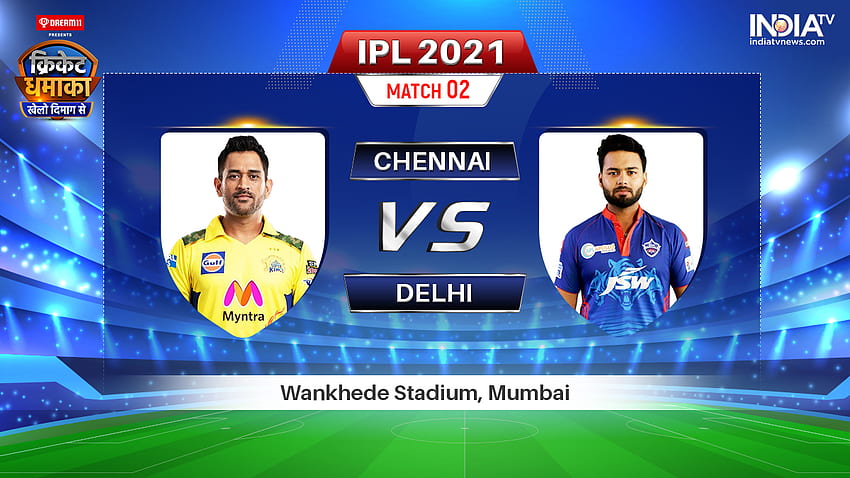 DREAM11
PRESENTS
क्रिकेट
धमाका
खेलो दिमाग से
IPL 2021
MATCH 02
INDIA TV
indiatvnews.com
CHENNAI
VS
DELHI
Gulf
KINGS
Myntra
JSW
Wankhede Stadium, Mumbai